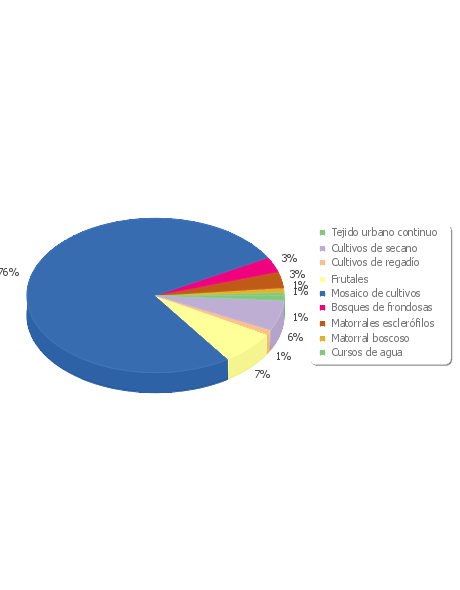 3%
3%
1%
1%
1%
6%
1%
7%
76%
Tejido urbano continuo
Cultivos de secano
Cultivos de regadío
Frutales
Mosaico de cultivos
Bosques de frondosas
Matorrales esclerófilos
Matorral boscoso
Cursos de agua